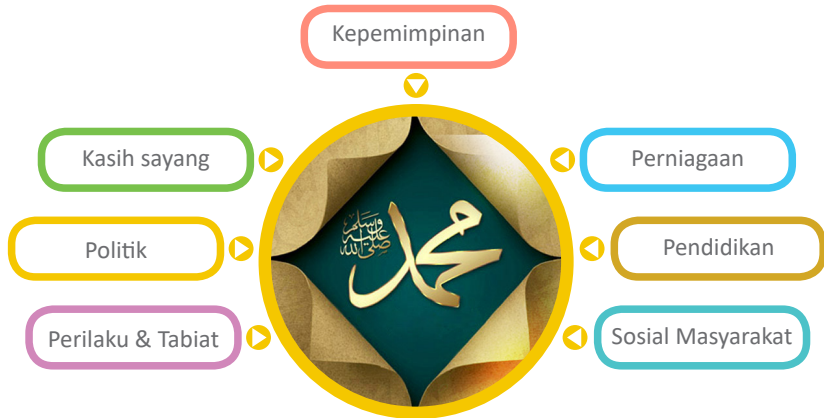 Kepemimpinan
Kasih sayang
Perniagaan
Politik
Pendidikan
Perilaku & Tabiat
Sosial Masyarakat
محمد
صلى الله
عليه
وسلم